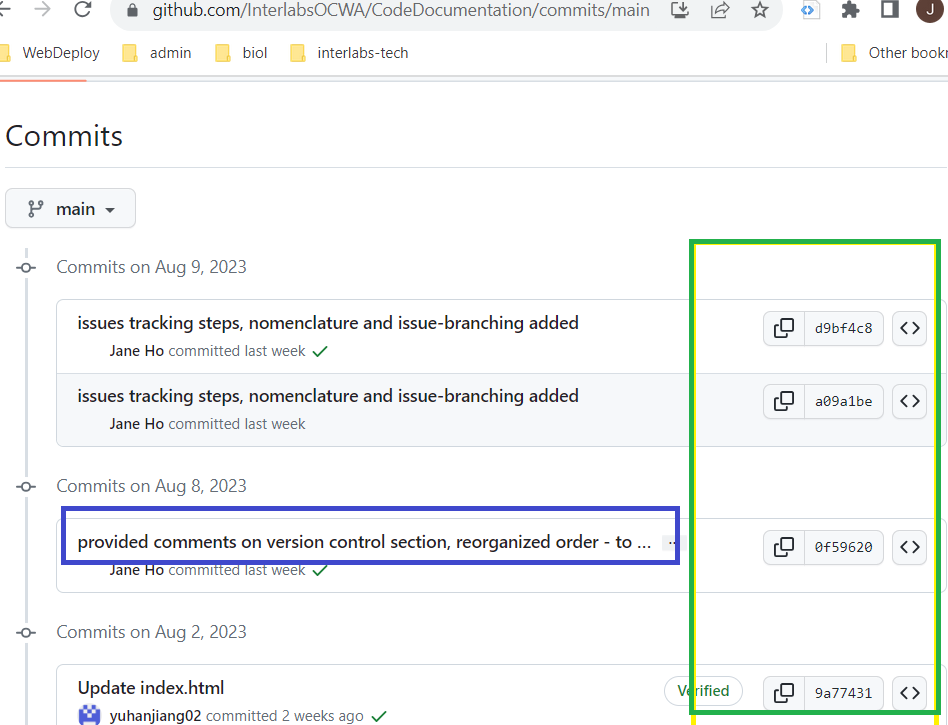 github.com/InterlabsOCWA/CodeDocumentation/commits/main
J
WebDeploy admin biol interlabs-tech Other bookr
Commits
main
Commits on Aug 9, 2023
issues tracking steps, nomenclature and issue-branching added
d9bf4c8
Jane Ho committed last week
issues tracking steps, nomenclature and issue-branching added
a09a1be
Jane Ho committed last week
Commits on Aug 8, 2023
provided comments on version control section, reorganized order - to ...
0f59620
Jane Ho committed last week
Commits on Aug 2, 2023
Update index.html
Verified
9a77431
yuhanjiang02 committed 2 weeks ago